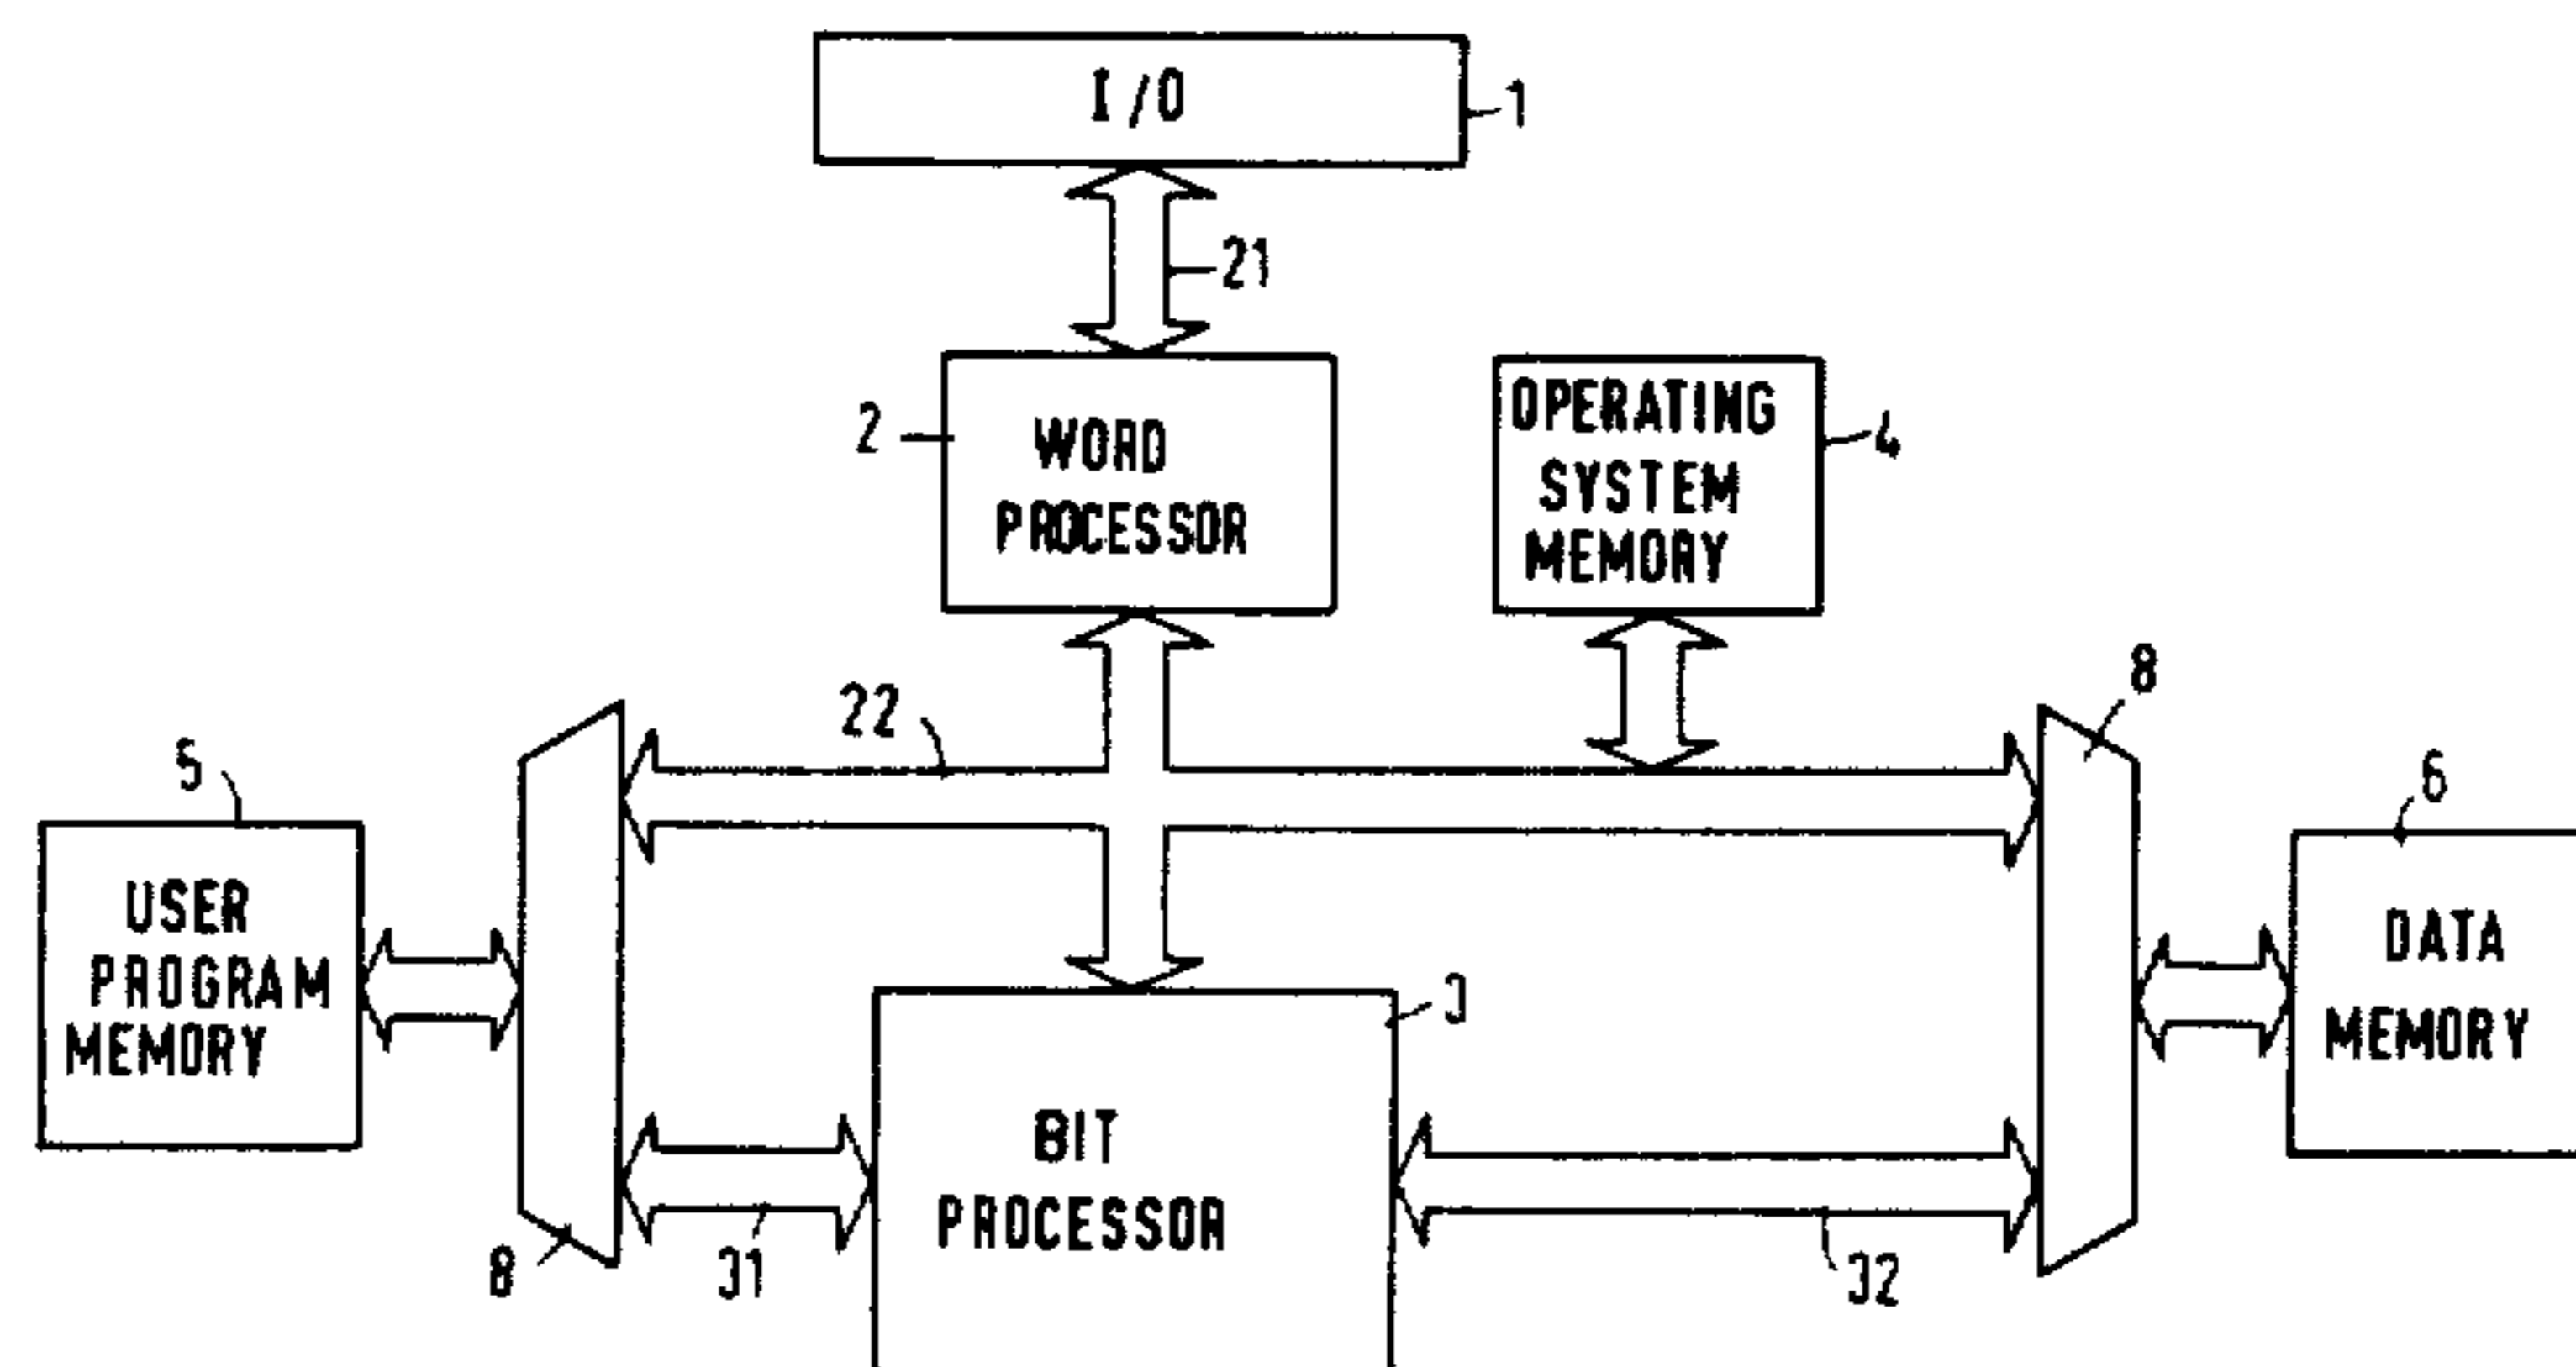 I/O
1
21
2
WORD
PROCESSOR
OPERATING
SYSTEM
MEMORY
4
22
8
5
6
USER
PROGRAM
MEMORY
DATA
MEMORY
3
BIT
PROCESSOR
8
31
32